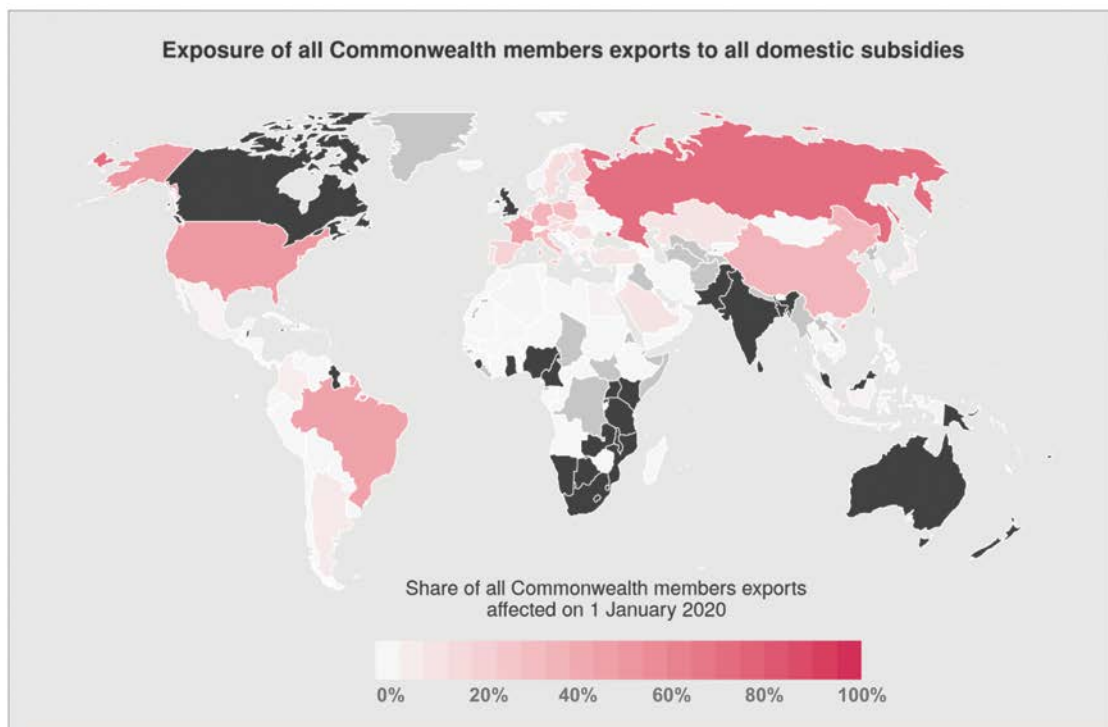 Exposure of all Commonwealth members exports to all domestic subsidies
Share of all Commonwealth members exports
affected on 1 January 2020
0% 20% 40% 60% 80% 100%